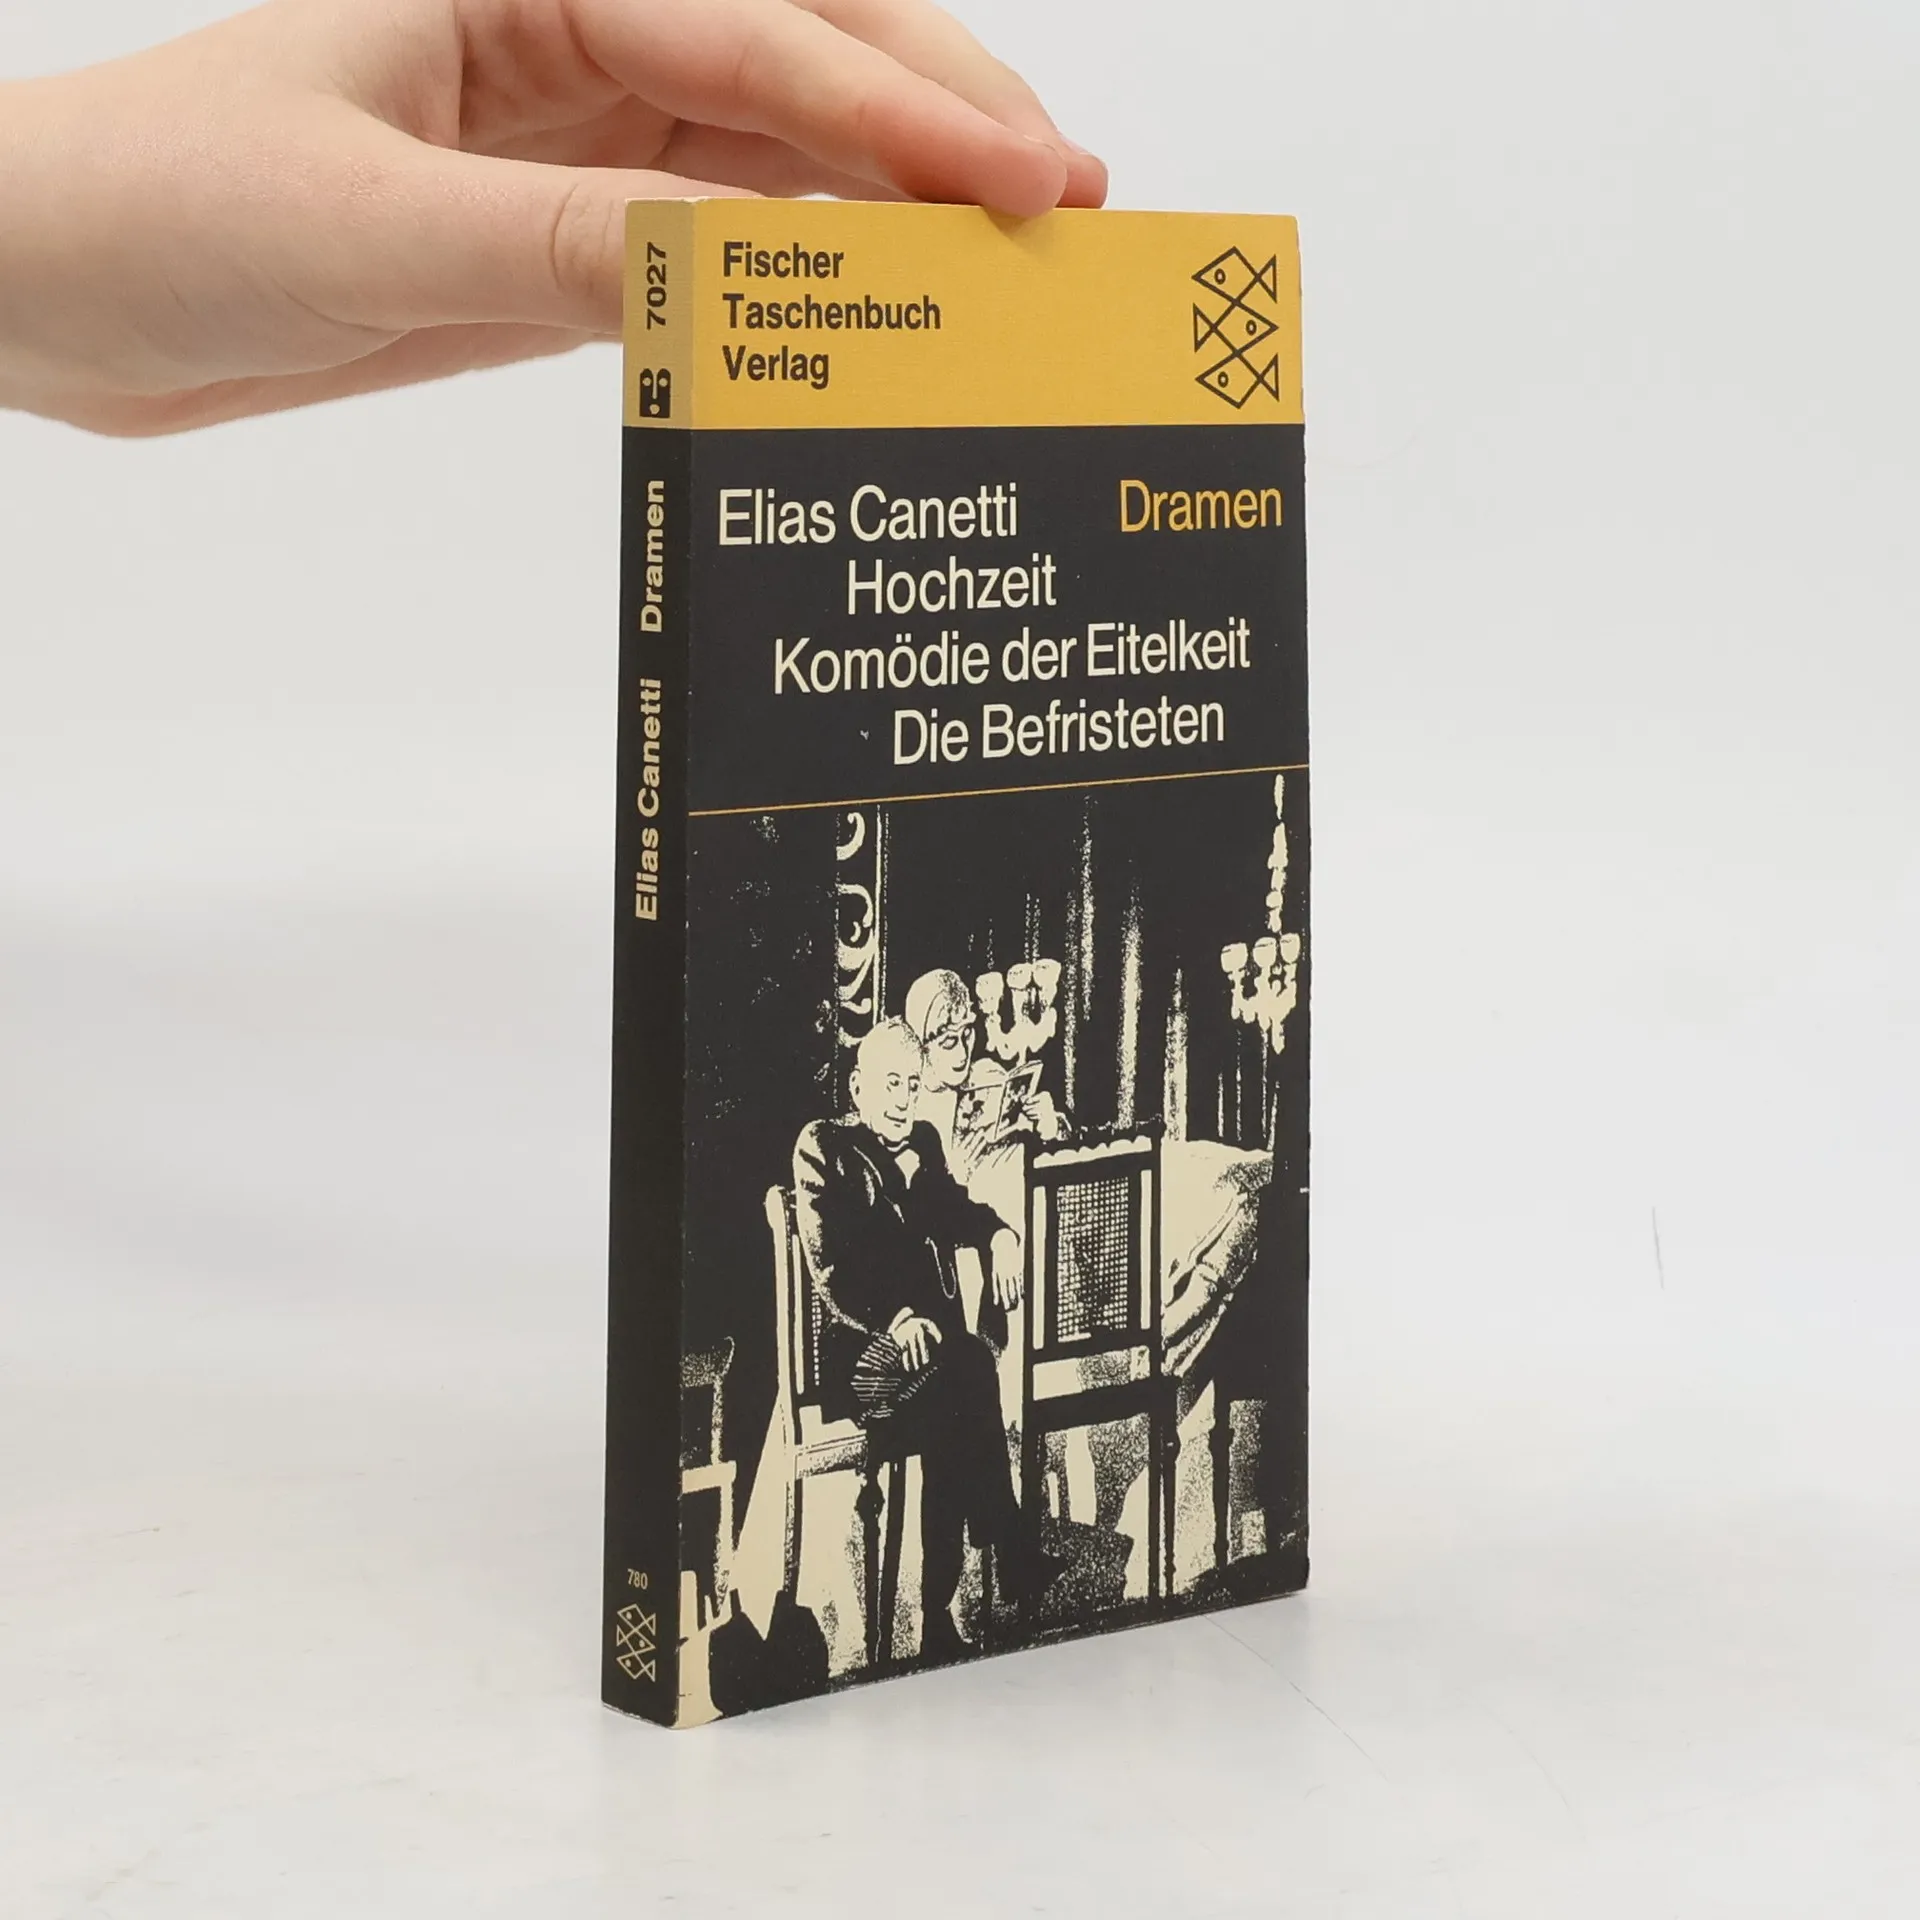 Fischer
Taschenbuch
Verlag
Elias Canetti
Dramen
Hochzeit
Komödie der Eitelkeit
Die Befristeten
7027
Elias Canetti Dramen
780